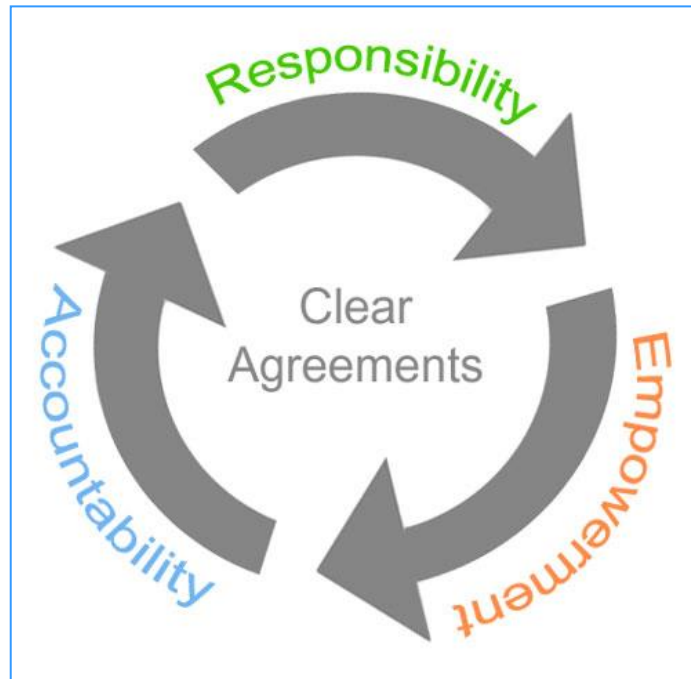 Responsibility
Clear
Agreements
Empowerment
Accountability